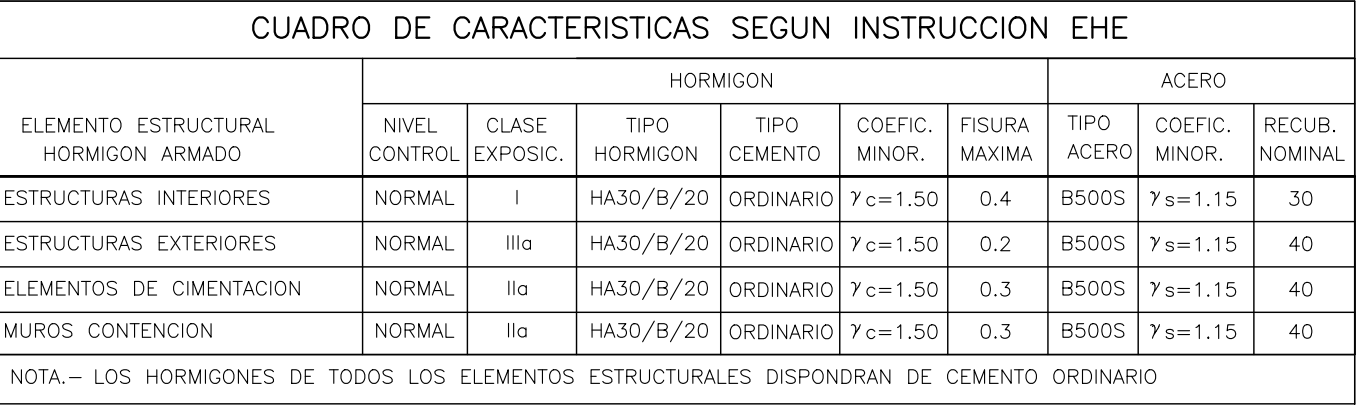 CUADRO DE CARACTERISTICAS SEGUN INSTRUCCION EHE
HORMIGON ACERO
ELEMENTO ESTRUCTURAL NIVEL CLASE TIPO TIPO COEFIC. FISURA TIPO COEFIC. RECUB.
HORMIGON ARMADO CONTROL EXPOSIC. HORMIGON CEMENTO MINOR. MAXIMA ACERO MINOR. NOMINAL
ESTRUCTURAS INTERIORES NORMAL I HA30/B/20 ORDINARIO γc=1.50 0.4 B500S γs=1.15 30
ESTRUCTURAS EXTERIORES NORMAL IIIa HA30/B/20 ORDINARIO γc=1.50 0.2 B500S γs=1.15 40
ELEMENTOS DE CIMENTACION NORMAL IIa HA30/B/20 ORDINARIO γc=1.50 0.3 B500S γs=1.15 40
MUROS CONTENCION NORMAL IIa HA30/B/20 ORDINARIO γc=1.50 0.3 B500S γs=1.15 40
NOTA.– LOS HORMIGONES DE TODOS LOS ELEMENTOS ESTRUCTURALES DISPONDRAN DE CEMENTO ORDINARIO